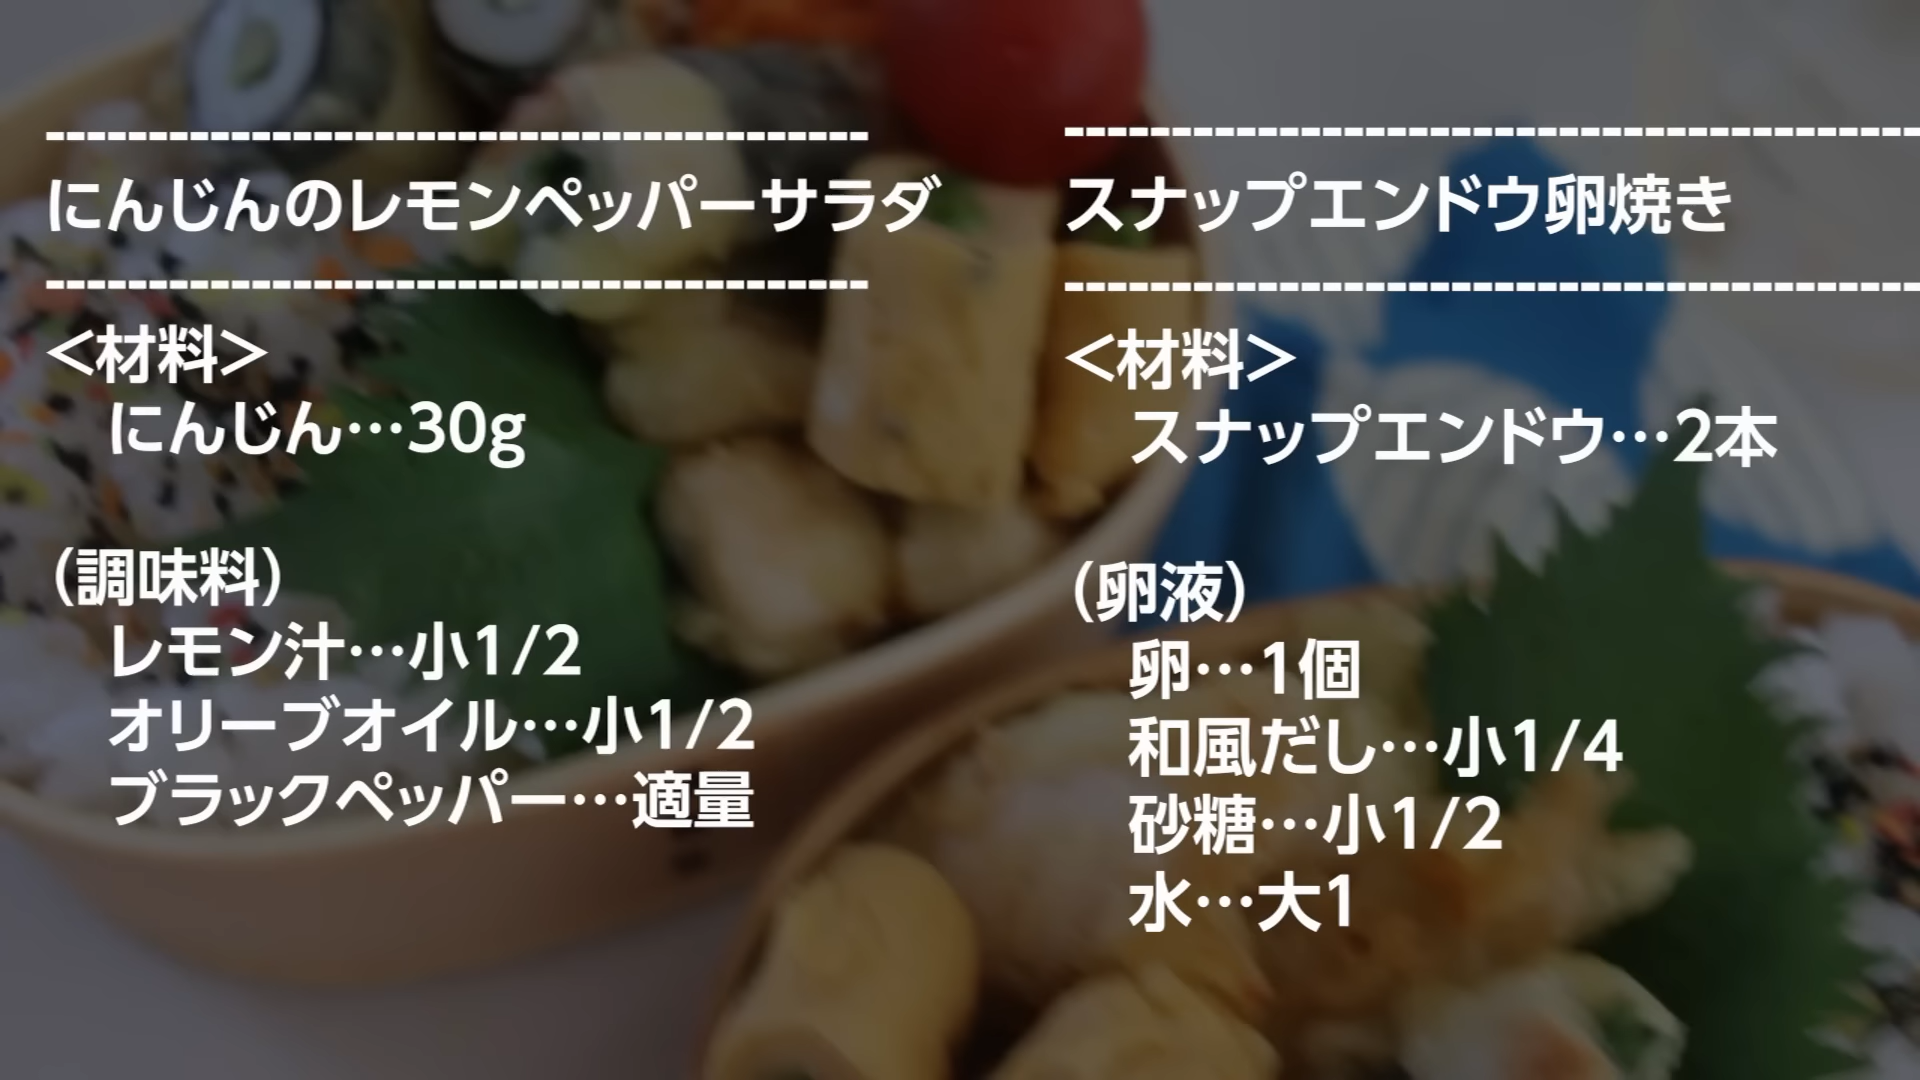 にんじんのレモンペッパーサラダ
＜材料＞
にんじん…30g
（調味料）
レモン汁…小1/2
オリーブオイル…小1/2
ブラックペッパー…適量
スナップエンドウ卵焼き
＜材料＞
スナップエンドウ…2本
（卵液）
卵…1個
和風だし…小1/4
砂糖…小1/2
水…大1